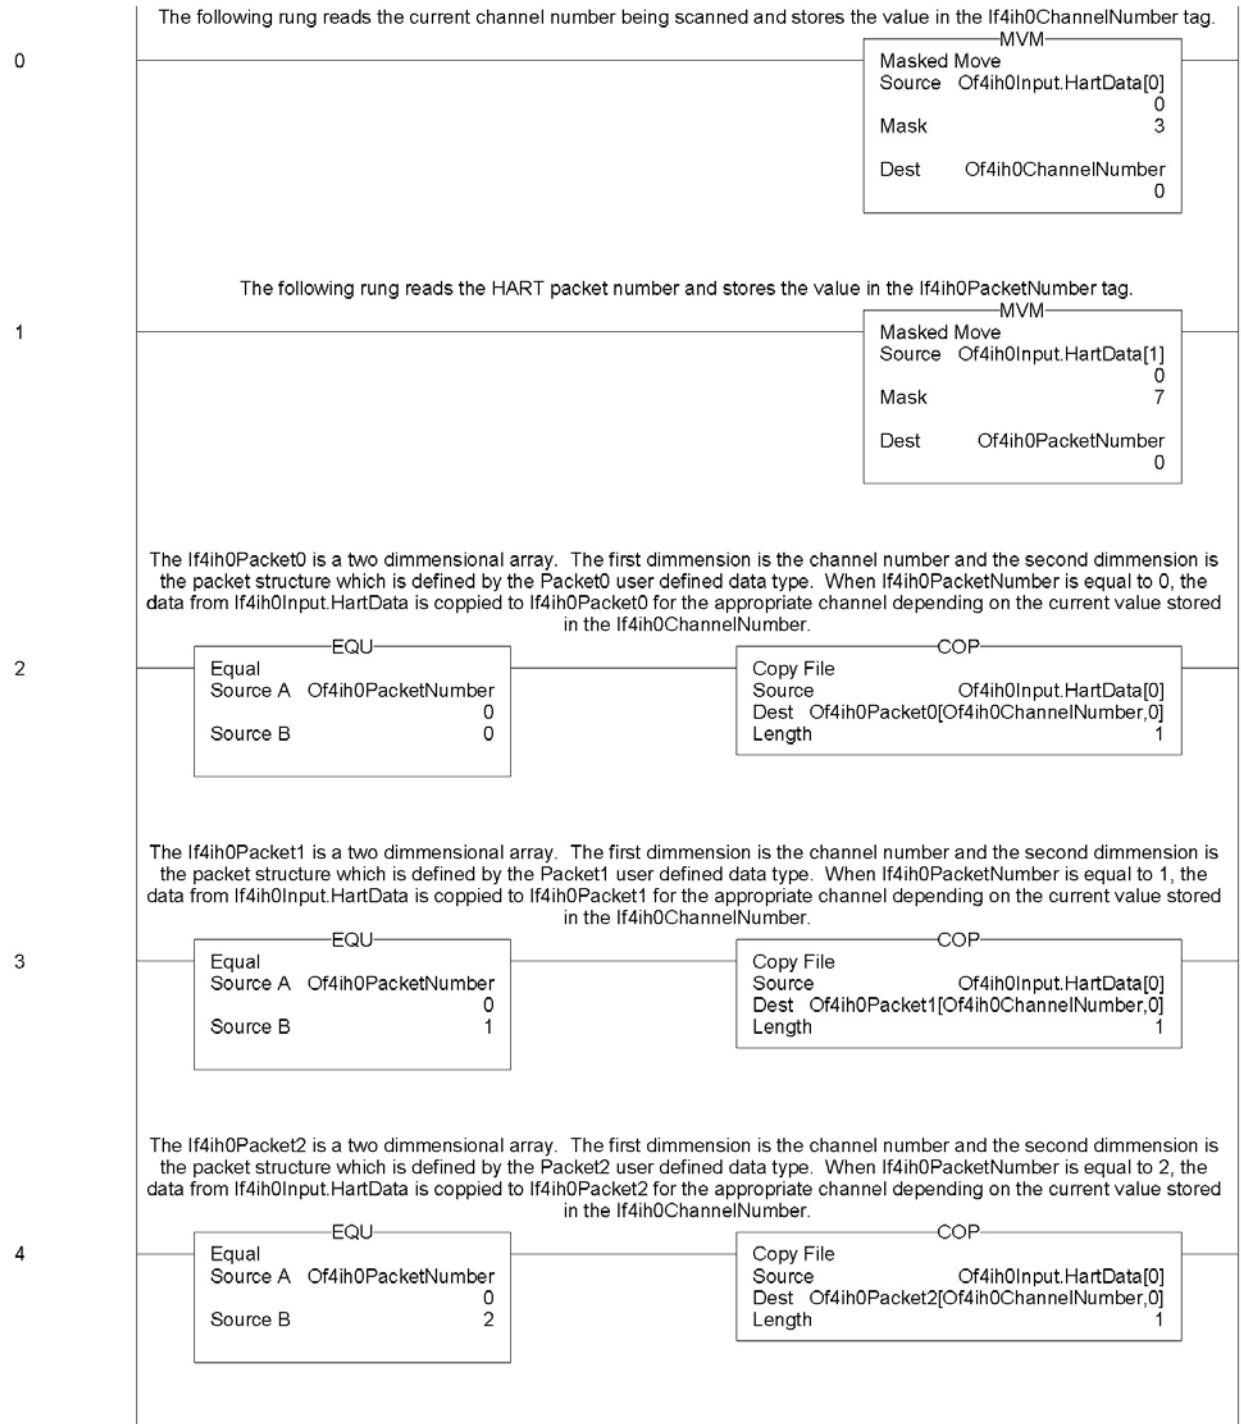 The following rung reads the current channel number being scanned and stores the value in the If4ih0ChannelNumber tag.
MVM
0
Masked Move
Source Of4ih0Input.HartData[0]
0
Mask 3
Dest Of4ih0ChannelNumber
0
The following rung reads the HART packet number and stores the value in the If4ih0PacketNumber tag.
MVM
1
Masked Move
Source Of4ih0Input.HartData[1]
0
Mask 7
Dest Of4ih0PacketNumber
0
The If4ih0Packet0 is a two dimmensional array. The first dimmension is the channel number and the second dimmension is
the packet structure which is defined by the Packet0 user defined data type. When If4ih0PacketNumber is equal to 0, the
data from If4ih0Input.HartData is coppied to If4ih0Packet0 for the appropriate channel depending on the current value stored
in the If4ih0ChannelNumber.
EQU
COP
2
Equal
Source A Of4ih0PacketNumber
0
Source B 0
Copy File
Source Of4ih0Input.HartData[0]
Dest Of4ih0Packet0[Of4ih0ChannelNumber,0]
Length 1
The If4ih0Packet1 is a two dimmensional array. The first dimmension is the channel number and the second dimmension is
the packet structure which is defined by the Packet1 user defined data type. When If4ih0PacketNumber is equal to 1, the
data from If4ih0Input.HartData is coppied to If4ih0Packet1 for the appropriate channel depending on the current value stored
in the If4ih0ChannelNumber.
EQU
COP
3
Equal
Source A Of4ih0PacketNumber
0
Source B 1
Copy File
Source Of4ih0Input.HartData[0]
Dest Of4ih0Packet1[Of4ih0ChannelNumber,0]
Length 1
The If4ih0Packet2 is a two dimmensional array. The first dimmension is the channel number and the second dimmension is
the packet structure which is defined by the Packet2 user defined data type. When If4ih0PacketNumber is equal to 2, the
data from If4ih0Input.HartData is coppied to If4ih0Packet2 for the appropriate channel depending on the current value stored
in the If4ih0ChannelNumber.
EQU
COP
4
Equal
Source A Of4ih0PacketNumber
0
Source B 2
Copy File
Source Of4ih0Input.HartData[0]
Dest Of4ih0Packet2[Of4ih0ChannelNumber,0]
Length 1